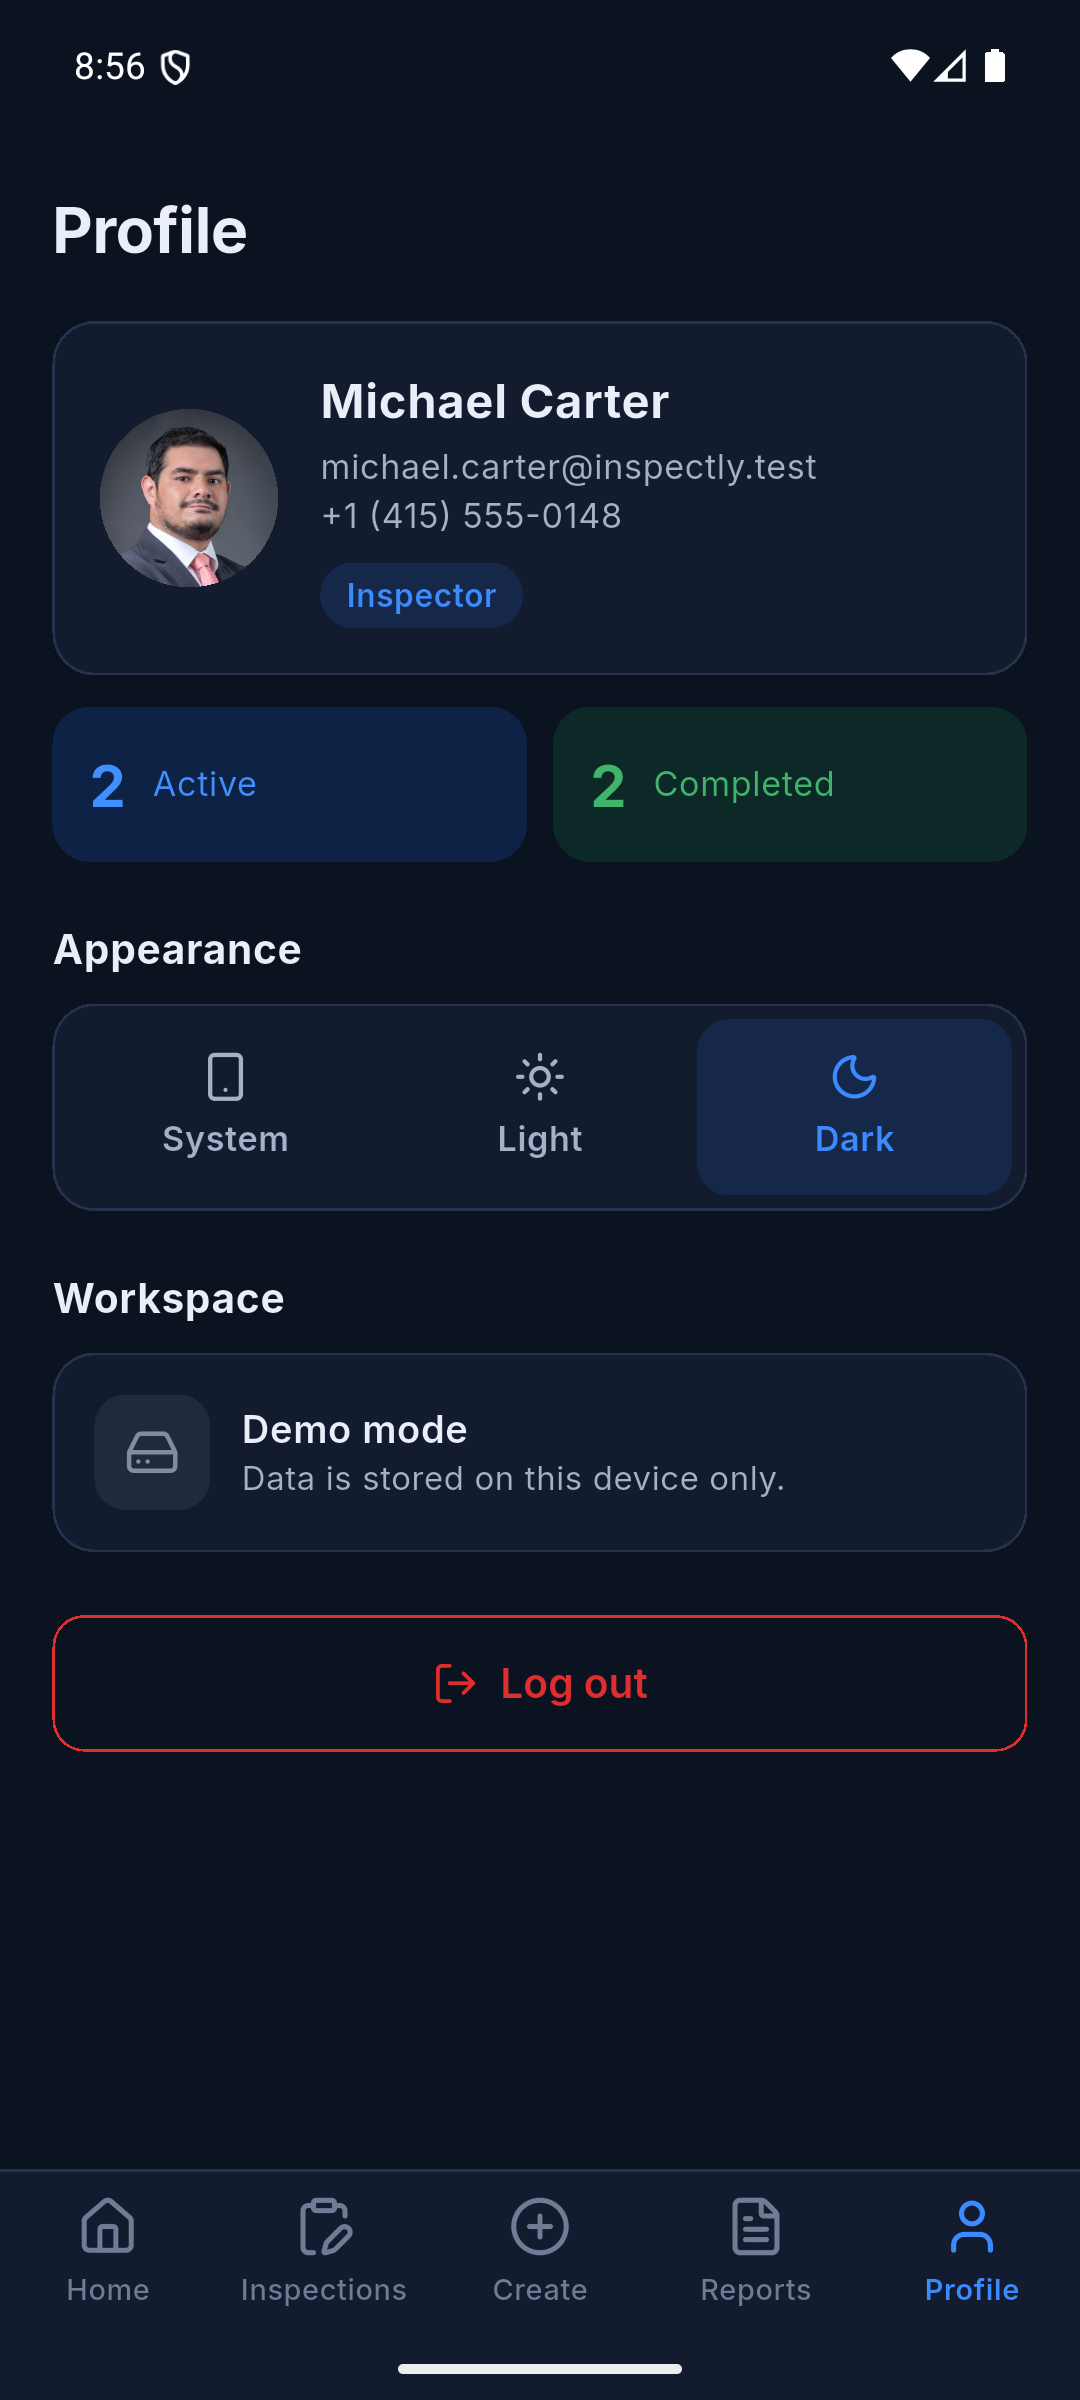 8:56
Profile
Michael Carter
michael.carter@inspectly.test
+1 (415) 555-0148
Inspector
2 Active
2 Completed
Appearance
System
Light
Dark
Workspace
Demo mode
Data is stored on this device only.
Log out
Home
Inspections
Create
Reports
Profile